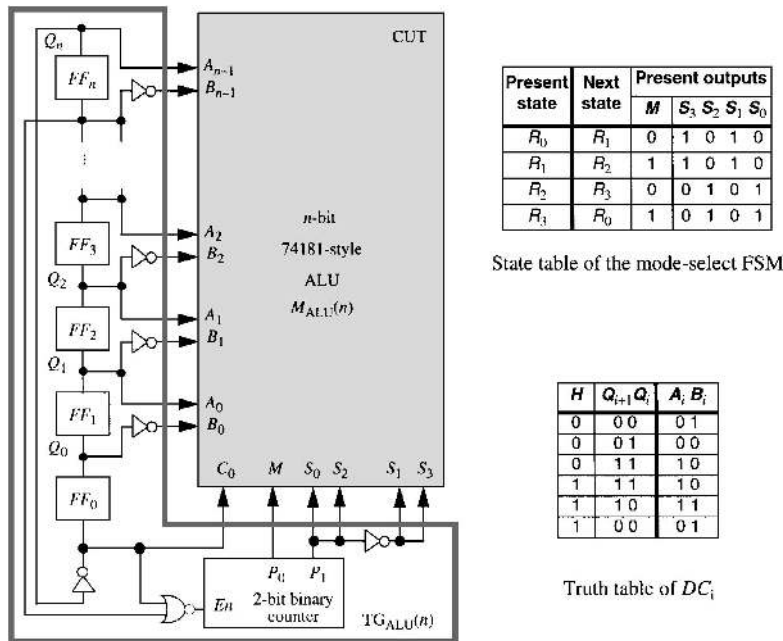 CUT
Qn
FFn
An−1
Bn−1
FF3
Q2
FF2
Q1
FF1
Q0
FF0
A2
B2
A1
B1
A0
B0
n-bit
74181-style
ALU
MALU(n)
C0 M S0 S2 S1 S3
P0 P1
En
2-bit binary
counter
TGALU(n)
Present state Next state Present outputs
M S3 S2 S1 S0
R0 R1 0 1 0 1 0
R1 R2 1 1 0 1 0
R2 R3 0 0 1 0 1
R3 R0 1 0 1 0 1
State table of the mode-select FSM
H Qi+1 Qi Ai Bi
0 0 0 0 1
0 0 1 0 0
0 1 1 1 0
1 1 1 1 0
1 1 0 1 1
1 0 0 0 1
Truth table of DCi